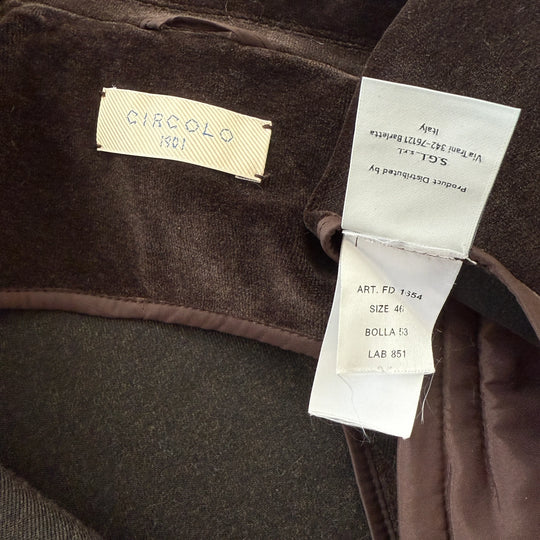 CIRCOLO
1901
Product Distributed by
S.G.I. s.r.l.
Via Trani 342-76121 Barletta
Italy
ART. FD 1354
SIZE 46
BOLLA 53
LAB 851